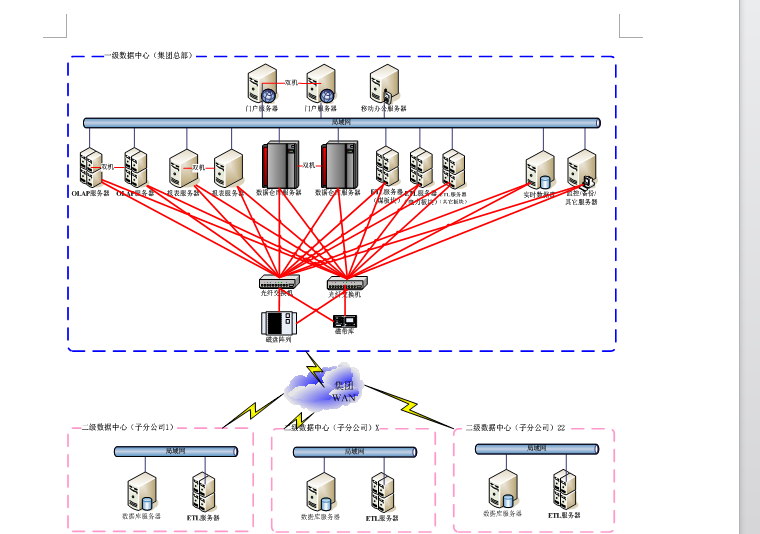 一级数据中心（集团总部）
双机
门户服务器
门户服务器
移动办公服务器
局域网
双机
双机
双机
OLAP服务器
OLAP服务器
报表服务器
报表服务器
数据仓库服务器
数据仓库服务器
ETL服务器
（煤板块）
ETL服务器
（电力板块）
ETL服务器
（其它板块）
实时数据库
监控/备份/
其它服务器
光纤交换机
光纤交换机
磁盘阵列
磁带库
集团
WAN
二级数据中心（子分公司1）
二级数据中心（子分公司）X
二级数据中心（子分公司）22
局域网
局域网
局域网
数据库服务器
ETL服务器
数据库服务器
ETL服务器
数据库服务器
ETL服务器